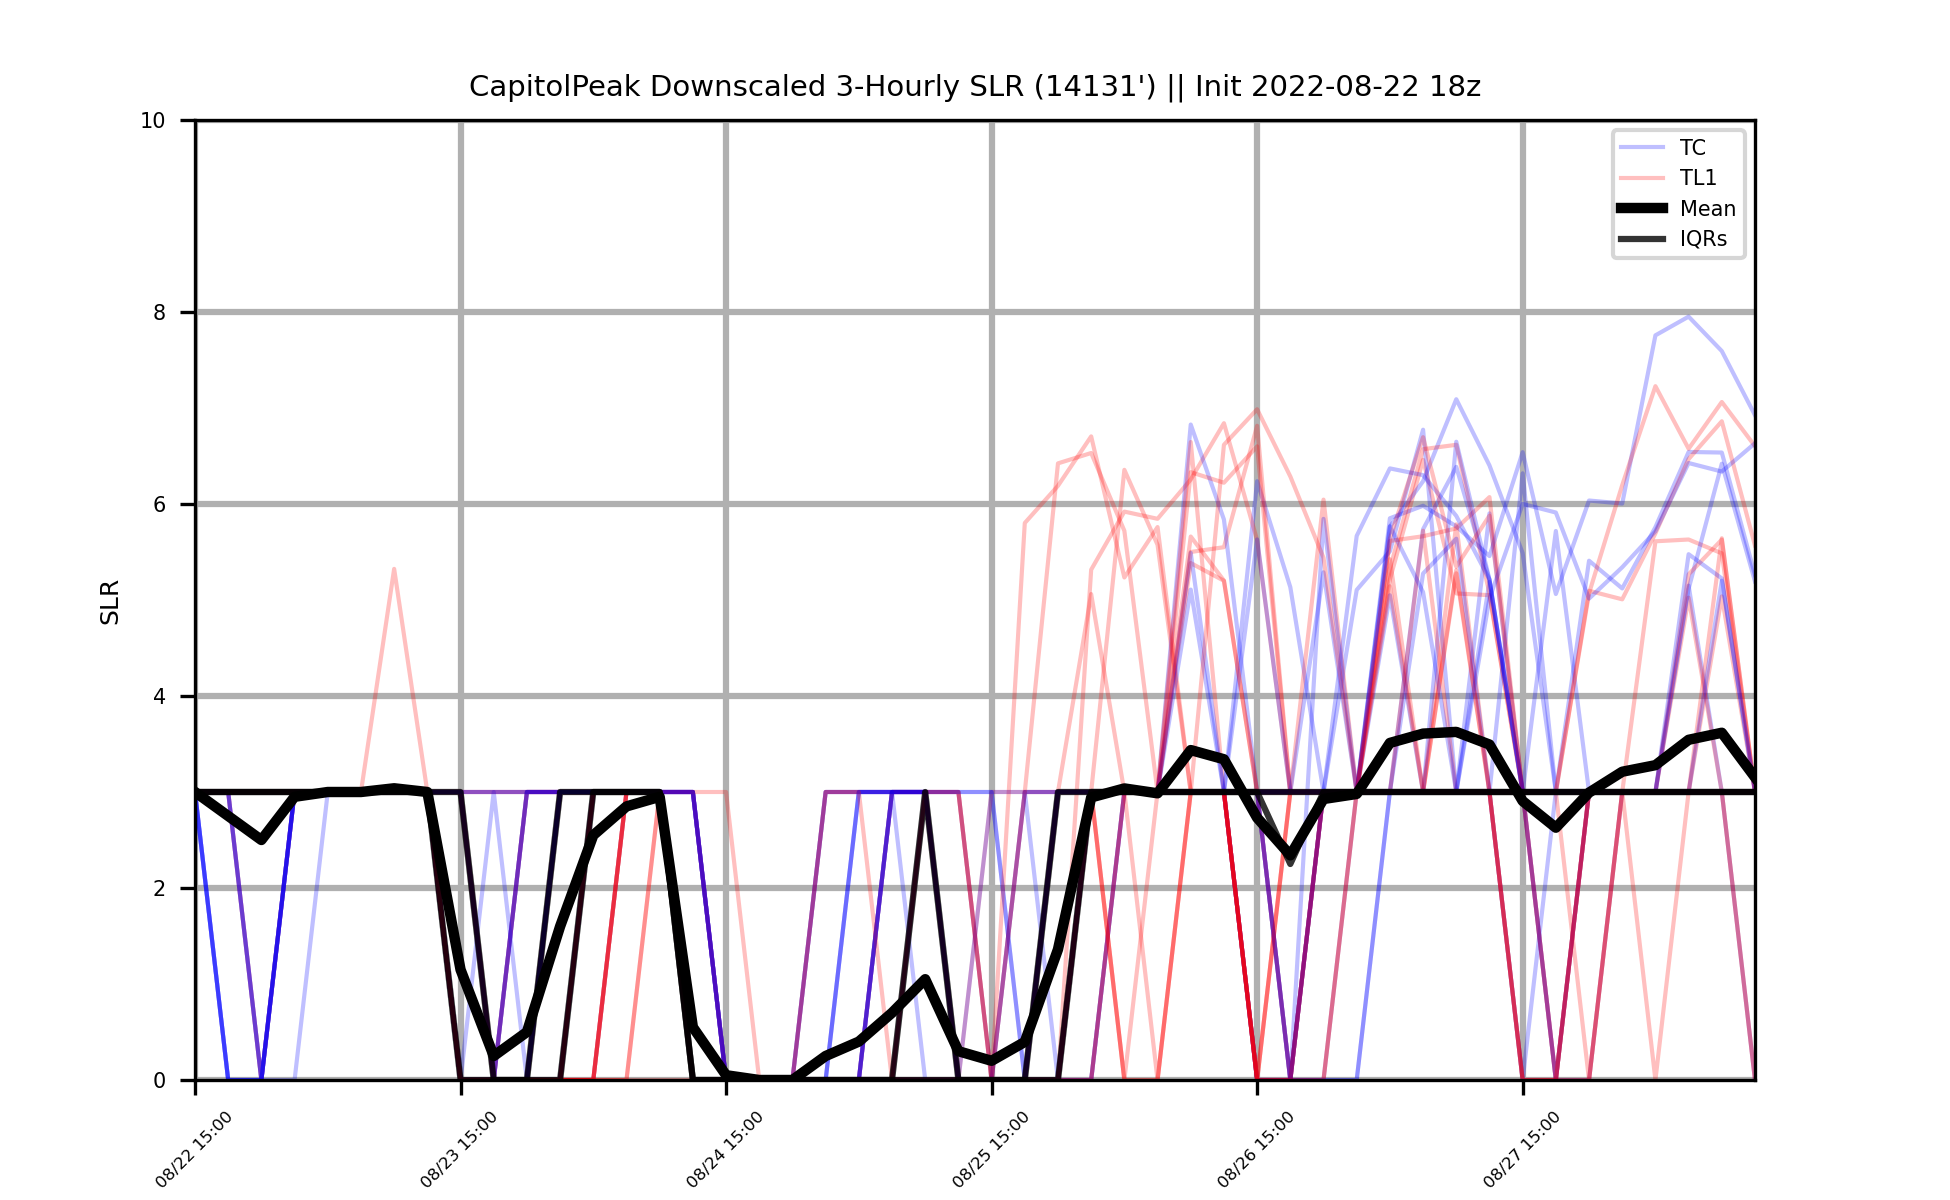 CapitolPeak Downscaled 3-Hourly SLR (14131') || Init 2022-08-22 18z
10
8
6
4
2
0
SLR
TC
TL1
Mean
IQRs
08/22 15:00
08/23 15:00
08/24 15:00
08/25 15:00
08/26 15:00
08/27 15:00